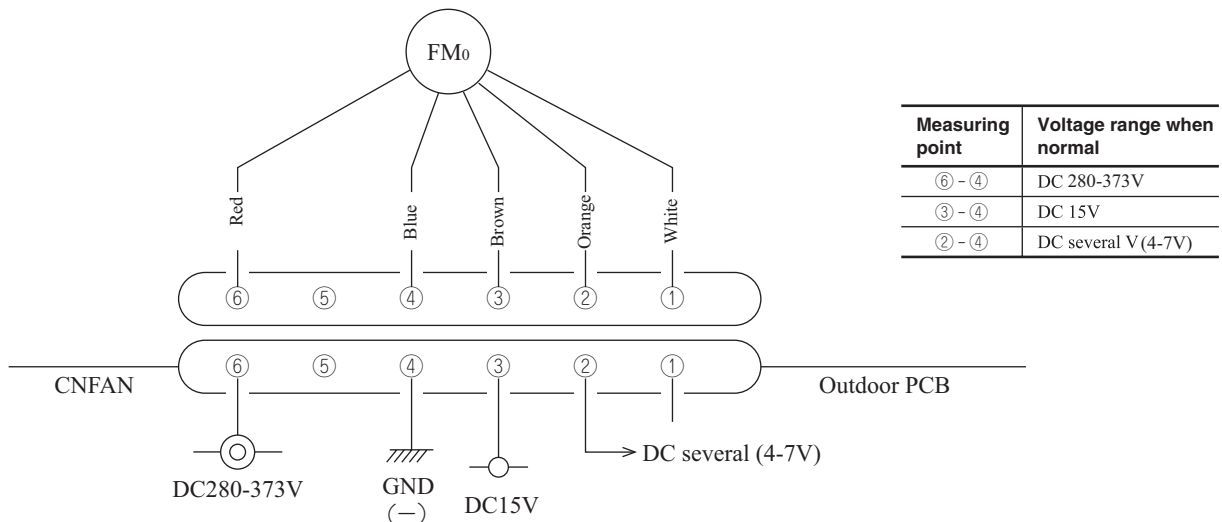 FM0
Measuring point
Voltage range when normal
⑥ - ④
DC 280-373V
③ - ④
DC 15V
② - ④
DC several V (4-7V)
Red
Blue
Brown
Orange
White
⑥ ⑤ ④ ③ ② ①
⑥ ⑤ ④ ③ ② ①
CNFAN
Outdoor PCB
DC280-373V
GND
(−)
DC15V
DC several (4-7V)